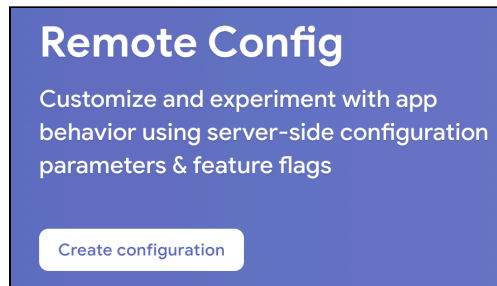 Remote Config
Customize and experiment with app
behavior using server-side configuration
parameters & feature flags
Create configuration